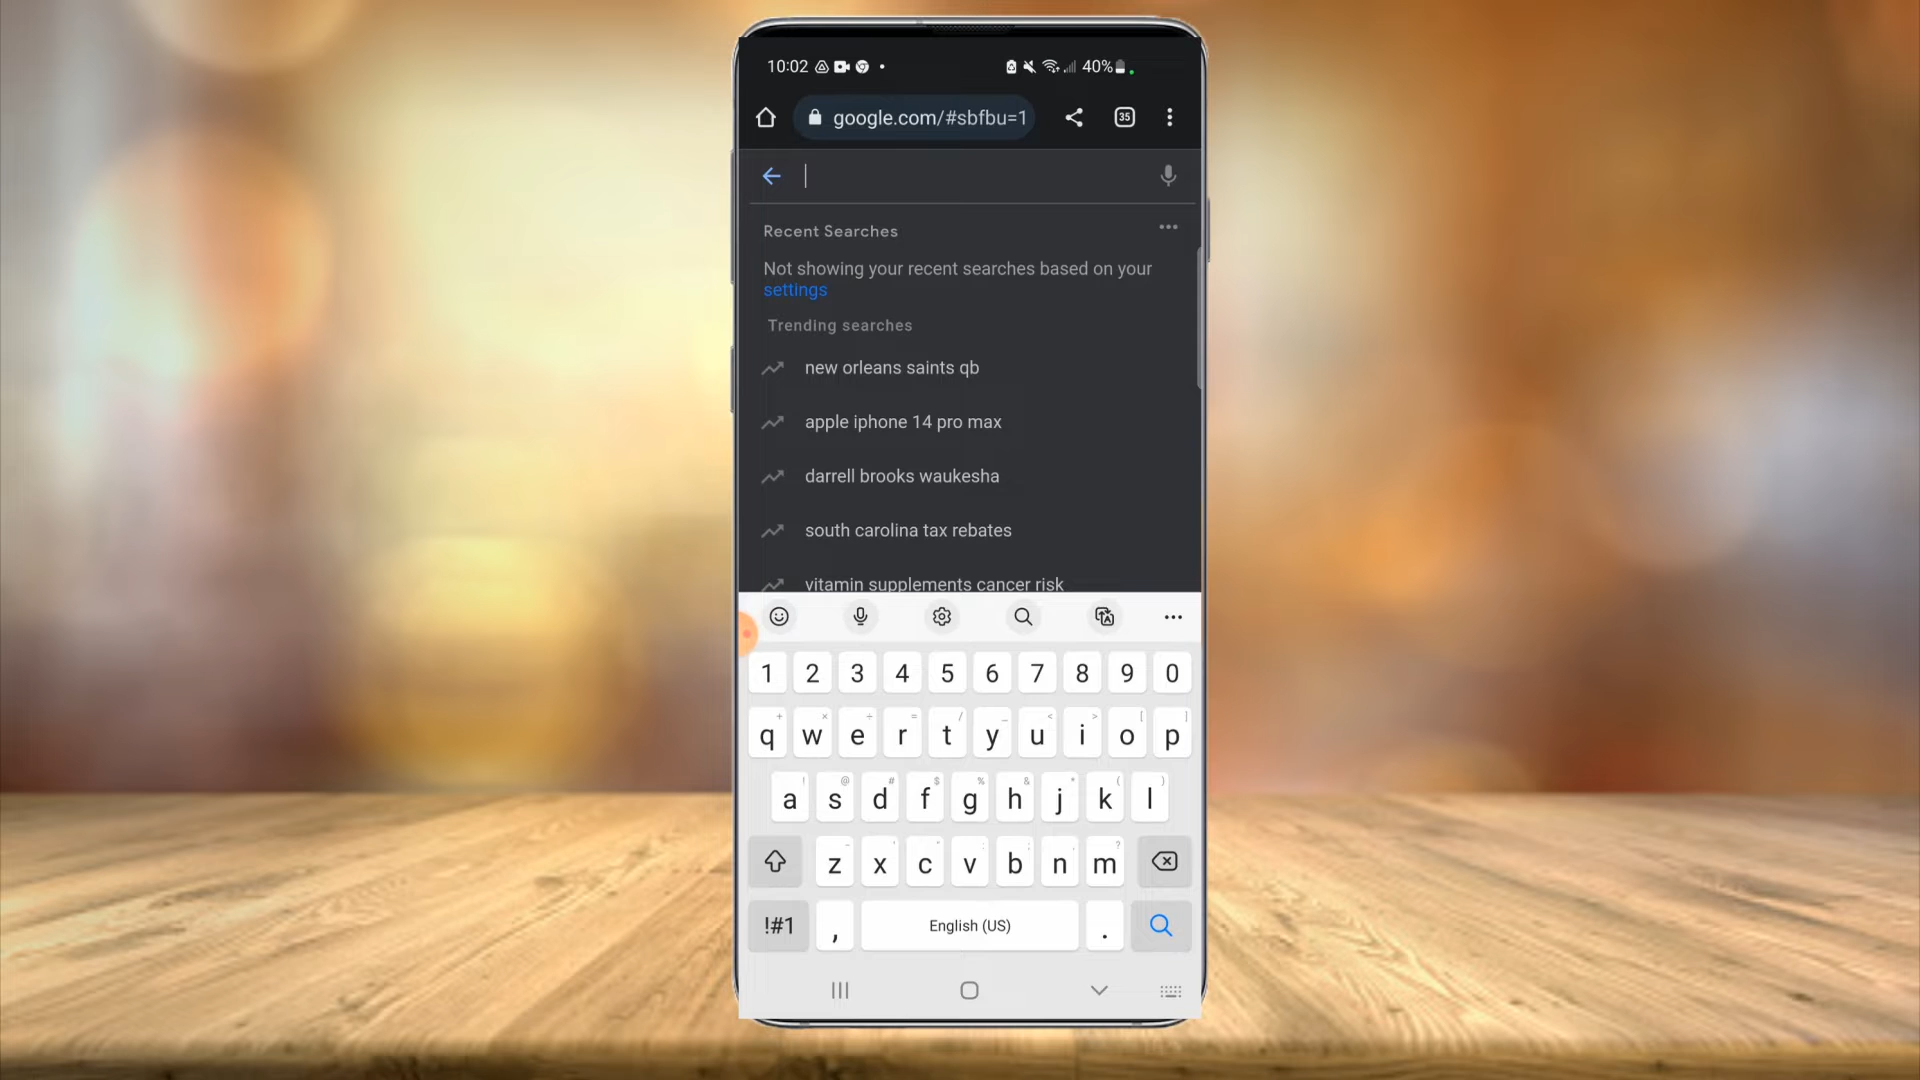 10:02 40%
google.com/#sbfbu=1 35
Recent Searches
Not showing your recent searches based on your
settings
Trending searches
new orleans saints qb
apple iphone 14 pro max
darrell brooks waukesha
south carolina tax rebates
vitamin supplements cancer risk
1 2 3 4 5 6 7 8 9 0
+ × ÷ = / _ < > [ ]
q w e r t y u i o p
! @ # $ % & * ( )
a s d f g h j k l
z x c v b n m ?
!#1 , English (US) .